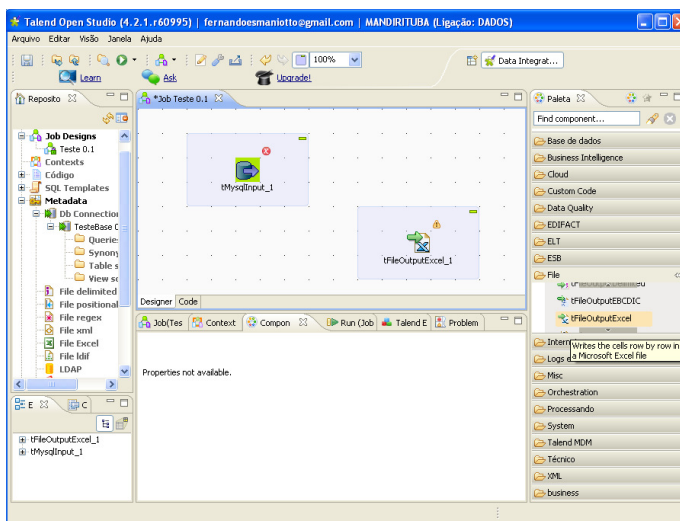 Talend Open Studio (4.2.1.r60995) | fernandoesmaniotto@gmail.com | MANDIRITUBA (Ligação: DADOS)
Arquivo Editar Visão Janela Ajuda
100%
Data Integrat...
Learn
Ask
Upgrade!
Reposito
Job Designs
Teste 0.1
Contexts
Código
SQL Templates
Metadata
Db Connection
TesteBase
Querie
Synony
Table s
View sc
File delimited
File positional
File regex
File xml
File Excel
File ldif
LDAP
E
C
tFileOutputExcel_1
tMysqlInput_1
*Job Teste 0.1
tMysqlInput_1
tFileOutputExcel_1
Designer Code
Job(Tes
Context
Compon
Run (Job
Talend E
Problem
Properties not available.
Paleta
Find component...
Base de dados
Business Intelligence
Cloud
Custom Code
Data Quality
EDIFACT
ELT
ESB
File
tFileOutputEBCDIC
tFileOutputExcel
Writes the cells row by row in
a Microsoft Excel file
Intern
Logs e
Misc
Orchestration
Processando
System
Talend MDM
Técnico
XML
business